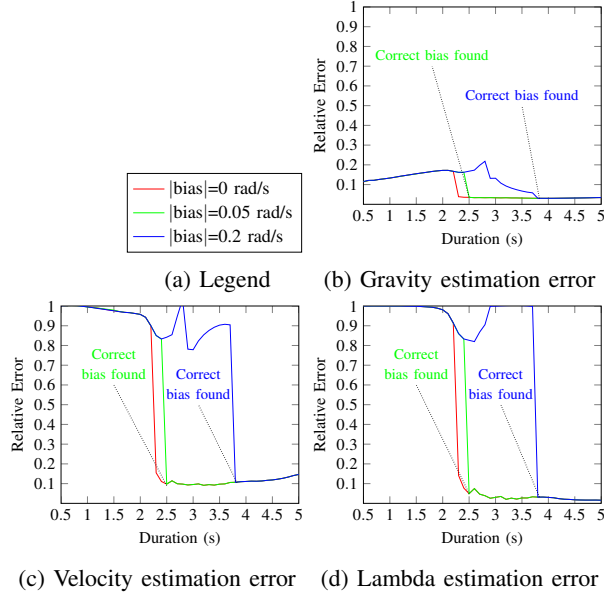 |bias|=0 rad/s
|bias|=0.05 rad/s
|bias|=0.2 rad/s
(a) Legend
Relative Error
1
0.9
0.8
0.7
0.6
0.5
0.4
0.3
0.2
0.1
Correct bias found
Correct bias found
0.5 1 1.5 2 2.5 3 3.5 4 4.5 5
Duration (s)
(b) Gravity estimation error
Relative Error
1
0.9
0.8
0.7
0.6
0.5
0.4
0.3
0.2
0.1
Correct
bias found
Correct
bias found
0.5 1 1.5 2 2.5 3 3.5 4 4.5 5
Duration (s)
(c) Velocity estimation error
Relative Error
1
0.9
0.8
0.7
0.6
0.5
0.4
0.3
0.2
0.1
Correct
bias found
Correct
bias found
0.5 1 1.5 2 2.5 3 3.5 4 4.5 5
Duration (s)
(d) Lambda estimation error